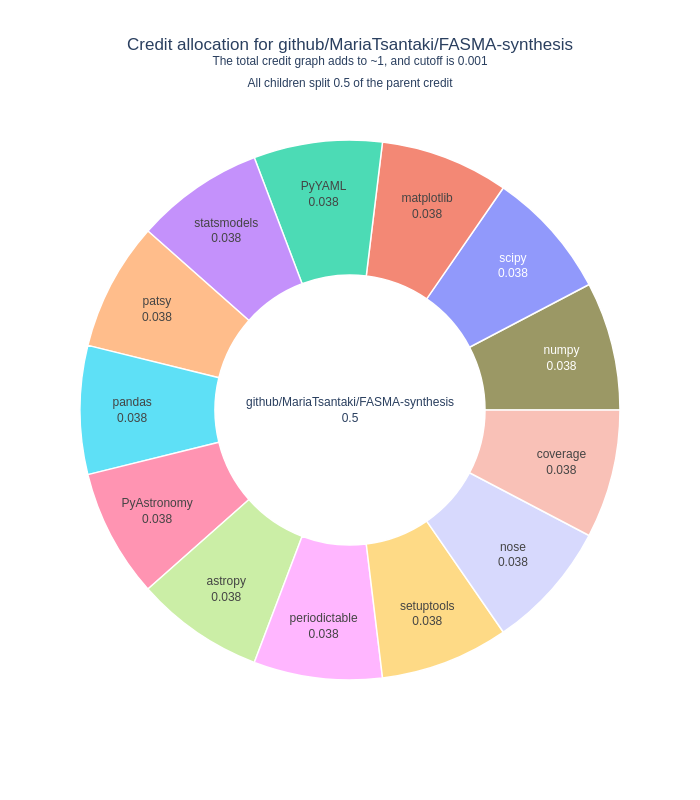 Credit allocation for github/MariaTsantaki/FASMA-synthesis
The total credit graph adds to ~1, and cutoff is 0.001
All children split 0.5 of the parent credit
PyYAML
0.038
matplotlib
0.038
statsmodels
0.038
scipy
0.038
patsy
0.038
numpy
0.038
pandas
0.038
github/MariaTsantaki/FASMA-synthesis
0.5
coverage
0.038
PyAstronomy
0.038
nose
0.038
astropy
0.038
setuptools
0.038
periodictable
0.038